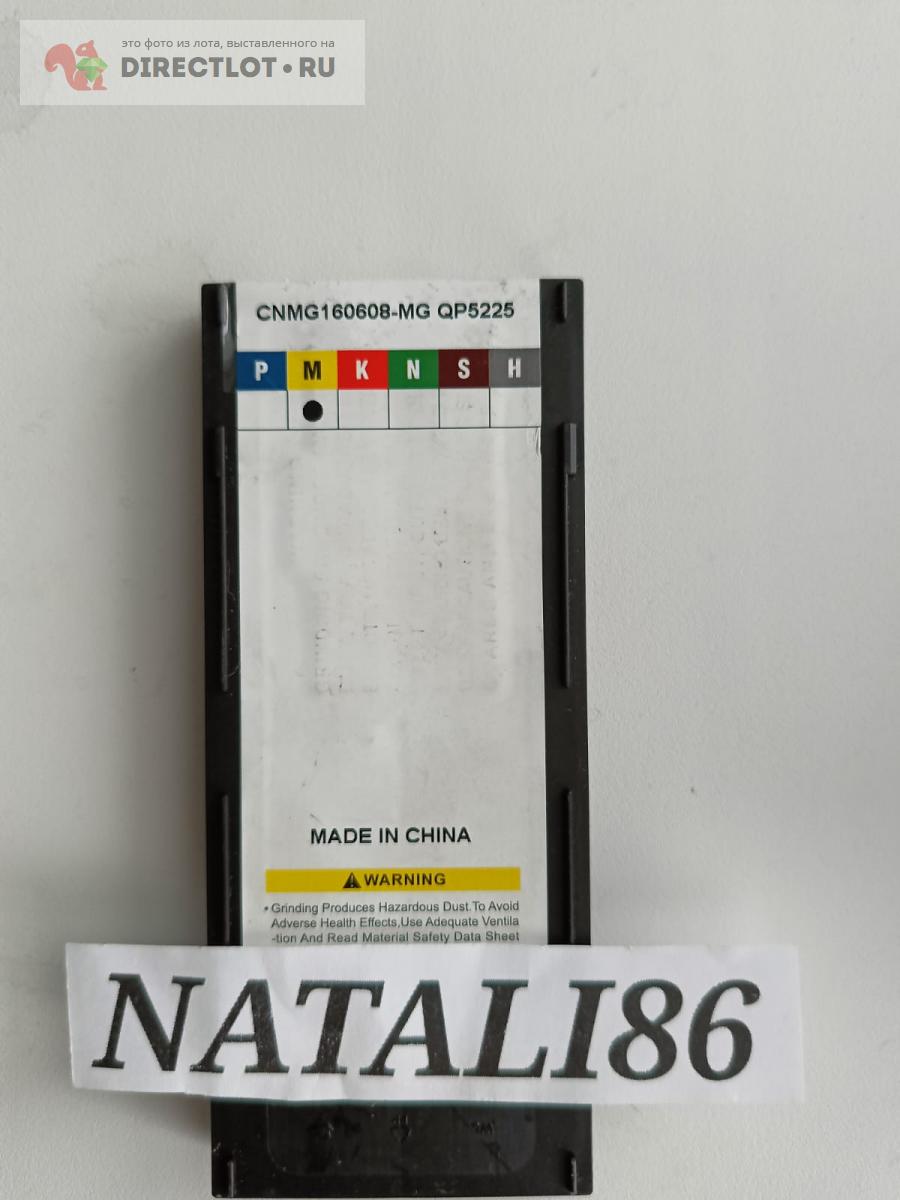 это фото из лота, выставленного на
DIRECTLOT•RU
CNMG160608-MG QP5225
P M K N S H
MADE IN CHINA
WARNING
•Grinding Produces Hazardous Dust.To Avoid
Adverse Health Effects,Use Adequate Ventila
-tion And Read Material Safety Data Sheet
NATALI86